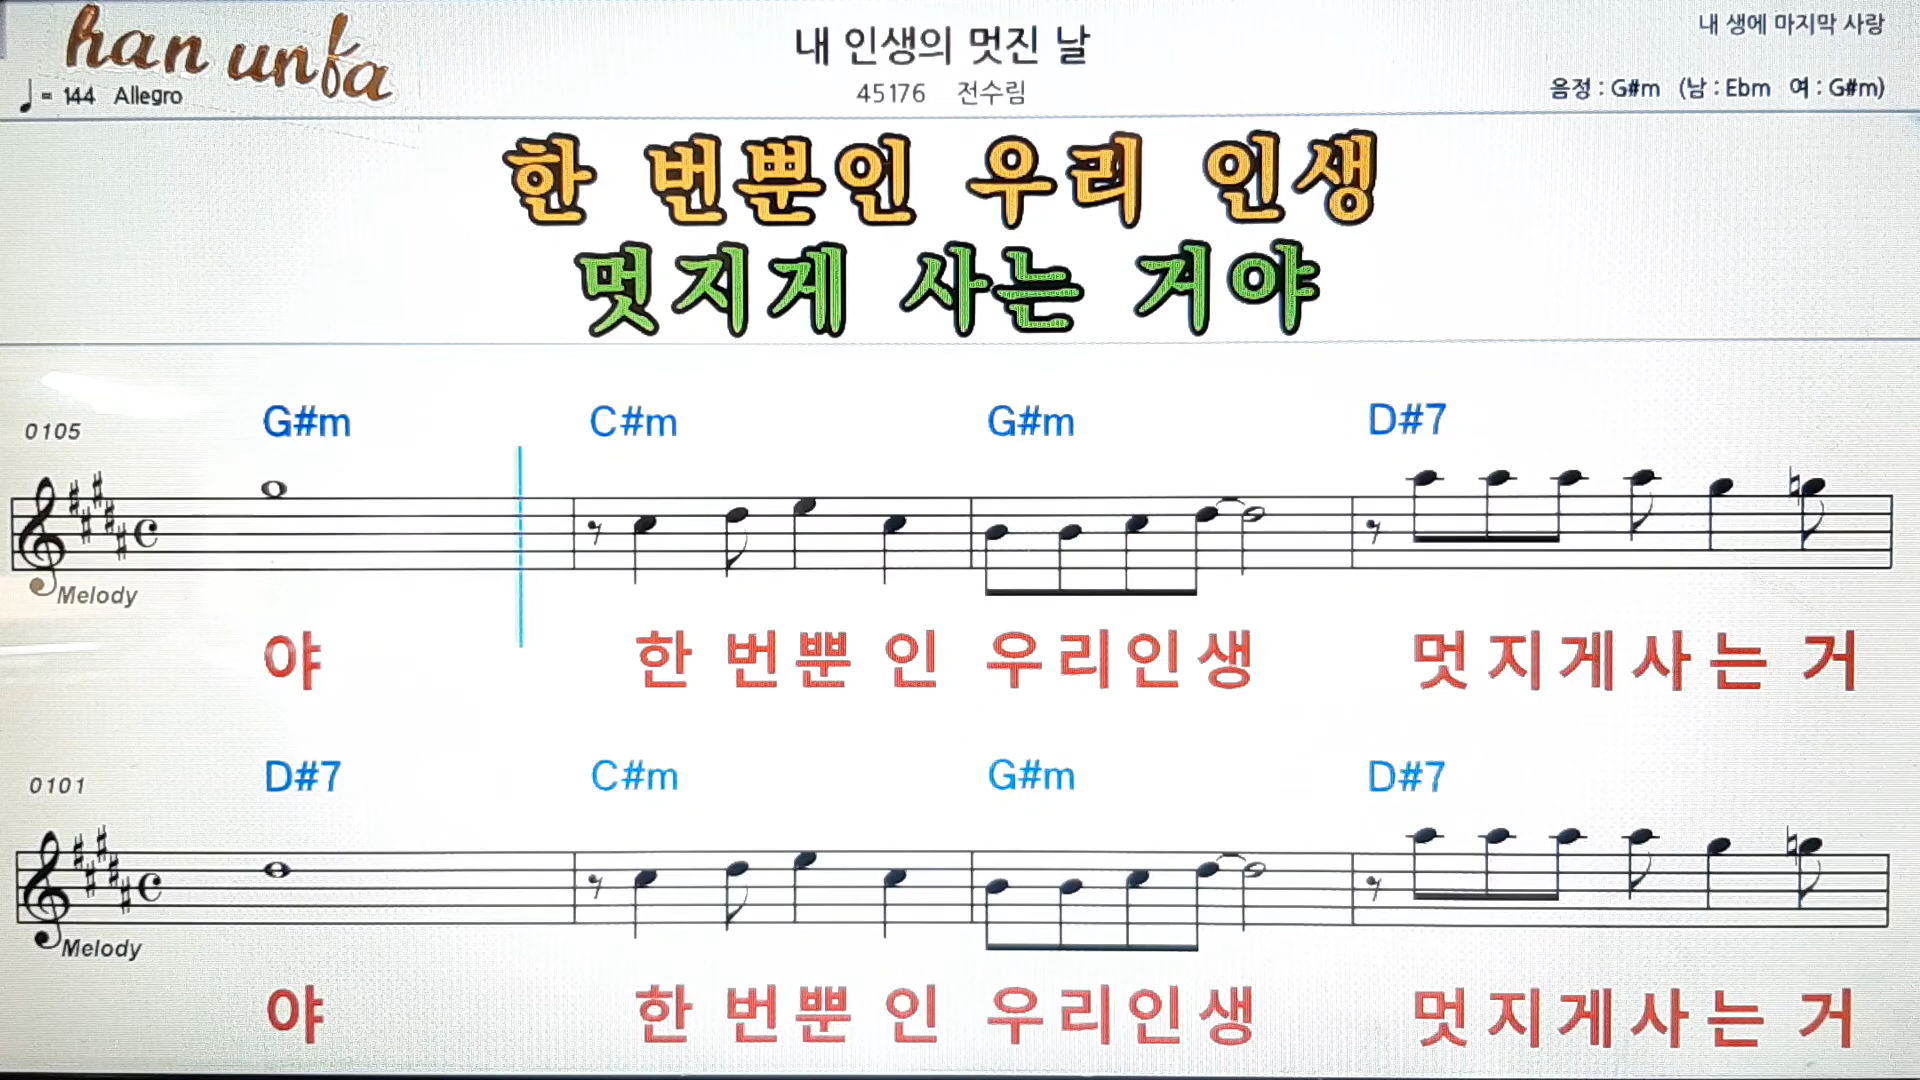 han unfa
내 인생의 멋진 날
내 생에 마지막 사랑
♩ = 144 Allegro
45176 전수림
음정 : G#m (남 : Ebm 여 : G#m)
한 번뿐인 우리 인생
멋지게 사는 거야
0105 G#m C#m G#m D#7
Melody
야 한 번뿐 인 우리인생 멋지게사는 거
0101 D#7 C#m G#m D#7
Melody
야 한 번뿐 인 우리인생 멋지게사는 거